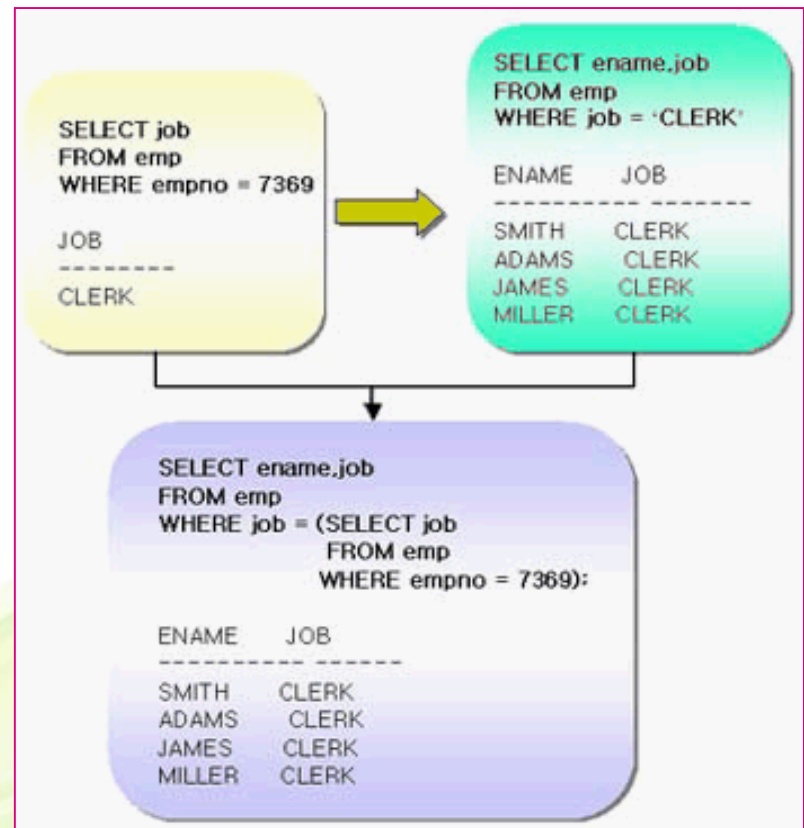 SELECT job
FROM emp
WHERE empno = 7369
JOB
--------
CLERK
SELECT ename,job
FROM emp
WHERE job = 'CLERK'
ENAME JOB
----------- -------
SMITH CLERK
ADAMS CLERK
JAMES CLERK
MILLER CLERK
SELECT ename,job
FROM emp
WHERE job = (SELECT job
FROM emp
WHERE empno = 7369);
ENAME JOB
----------- ------
SMITH CLERK
ADAMS CLERK
JAMES CLERK
MILLER CLERK